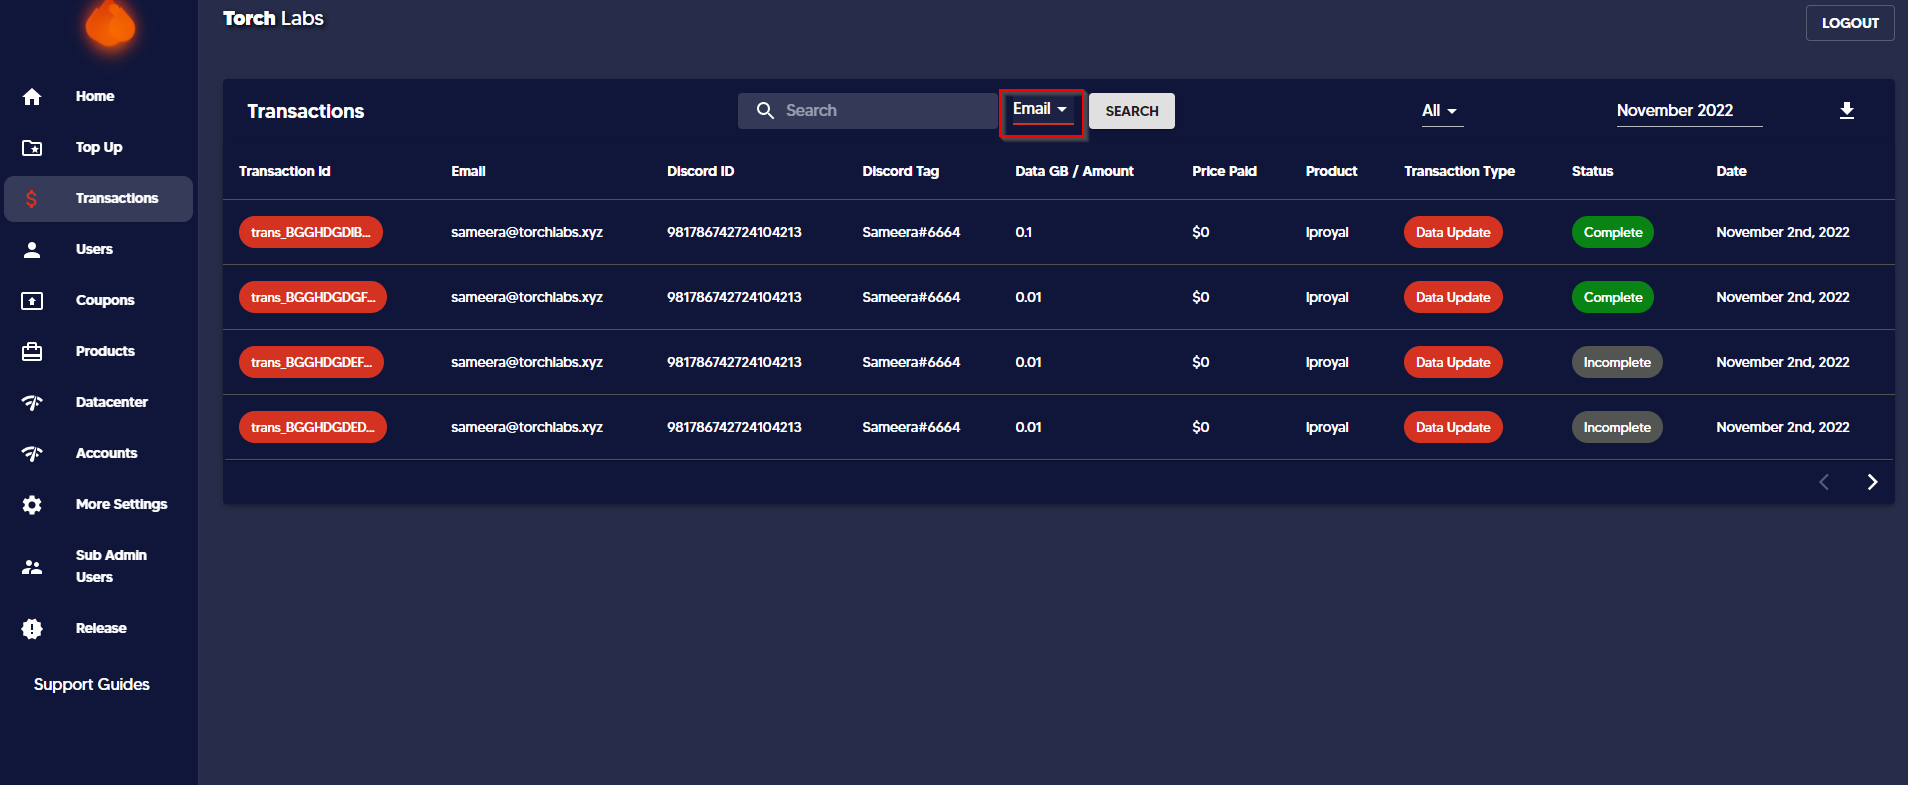 Torch Labs
LOGOUT
Home
Top Up
Transactions
Users
Coupons
Products
Datacenter
Accounts
More Settings
Sub Admin
Users
Release
Support Guides
Transactions
Search
Email
SEARCH
All
November 2022
Transaction Id Email Discord ID Discord Tag Data GB / Amount Price Paid Product Transaction Type Status Date
trans_BGGHDGDIB... sameera@torchlabs.xyz 981786742724104213 Sameera#6664 0.1 $0 Iproyal Data Update Complete November 2nd, 2022
trans_BGGHDGDGF... sameera@torchlabs.xyz 981786742724104213 Sameera#6664 0.01 $0 Iproyal Data Update Complete November 2nd, 2022
trans_BGGHDGDEF... sameera@torchlabs.xyz 981786742724104213 Sameera#6664 0.01 $0 Iproyal Data Update Incomplete November 2nd, 2022
trans_BGGHDGDED... sameera@torchlabs.xyz 981786742724104213 Sameera#6664 0.01 $0 Iproyal Data Update Incomplete November 2nd, 2022